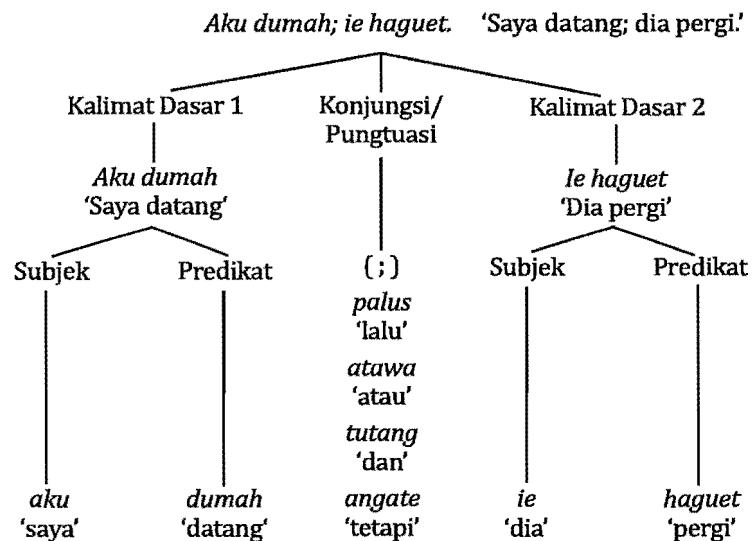 Aku dumah; ie haguet. ‘Saya datang; dia pergi.’
Kalimat Dasar 1 Konjungsi/ Kalimat Dasar 2
Pungtuasi
Aku dumah Ie haguet
‘Saya datang‘ ‘Dia pergi’
Subjek Predikat {;} Subjek Predikat
palus
‘lalu’
atawa
‘atau’
tutang
‘dan’
aku dumah angate ie haguet
‘saya’ ‘datang‘ ‘tetapi’ ‘dia’ ‘pergi’